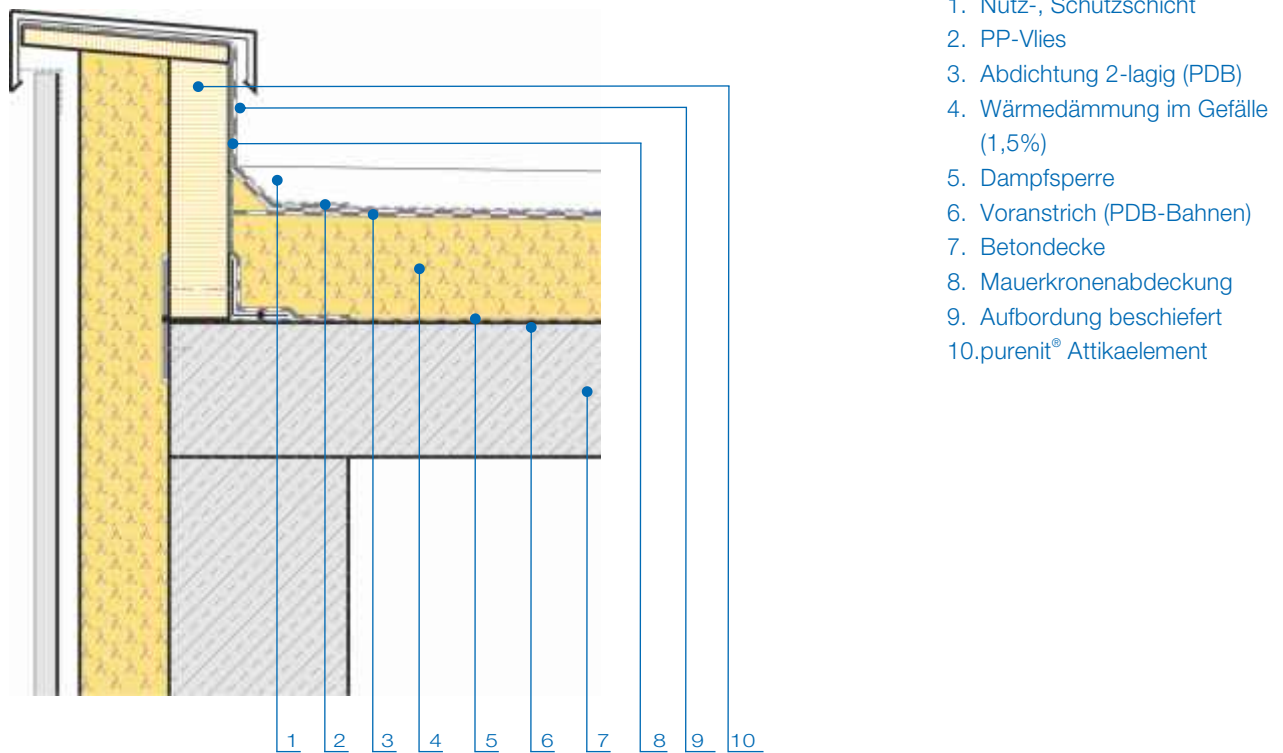 1. Nutz-, Schutzschicht
2. PP-Vlies
3. Abdichtung 2-lagig (PDB)
4. Wärmedämmung im Gefälle
(1,5%)
5. Dampfsperre
6. Voranstrich (PDB-Bahnen)
7. Betondecke
8. Mauerkronenabdeckung
9. Aufbordung beschiefert
10.purenit® Attikaelement
1 2 3 4 5 6 7 8 9 10